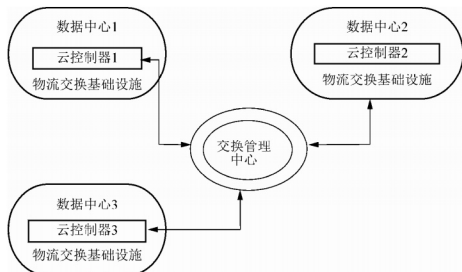 数据中心1
云控制器1
物流交换基础设施
数据中心2
云控制器2
物流交换基础设施
交换管理
中心
数据中心3
云控制器3
物流交换基础设施